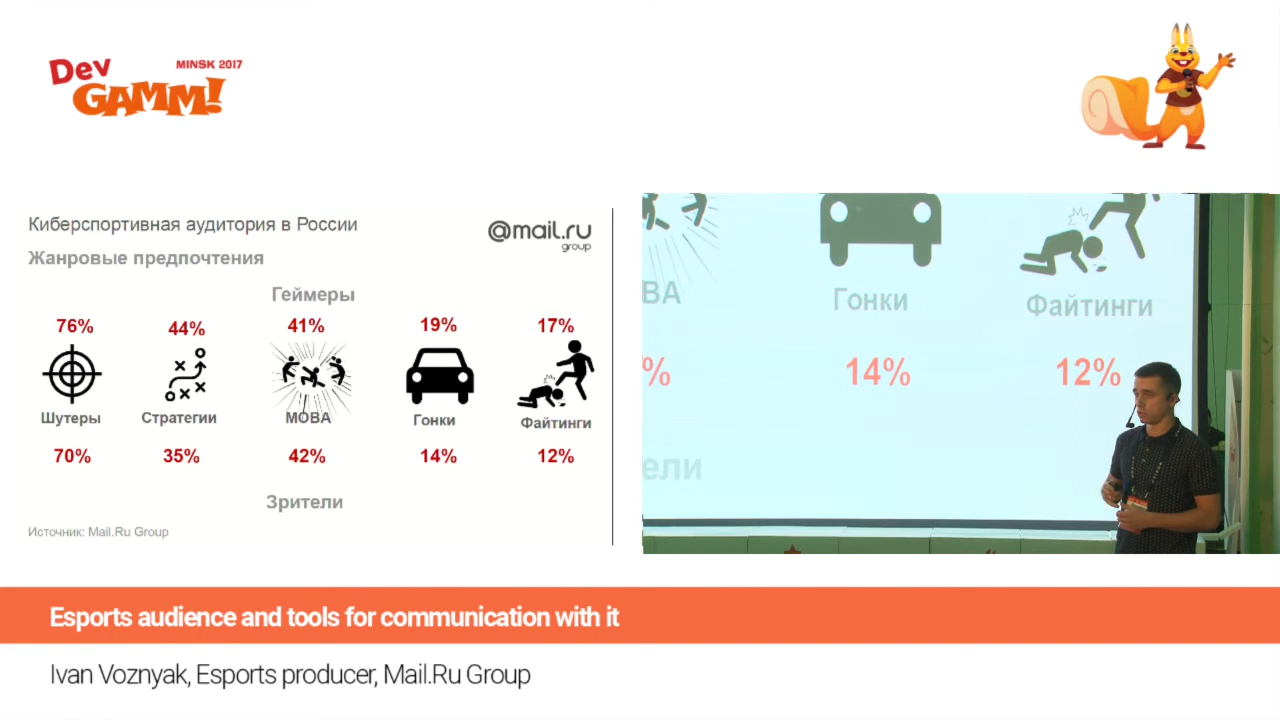 Dev
GAMM!
MINSK 2017
Киберспортивная аудитория в России
@mail.ru
group
Жанровые предпочтения
Геймеры
76% 44% 41% 19% 17%
Шутеры Стратегии MOBA Гонки Файтинги
70% 35% 42% 14% 12%
Зрители
Источник: Mail.Ru Group
BA Гонки Файтинги
% 14% 12%
ели
Esports audience and tools for communication with it
Ivan Voznyak, Esports producer, Mail.Ru Group